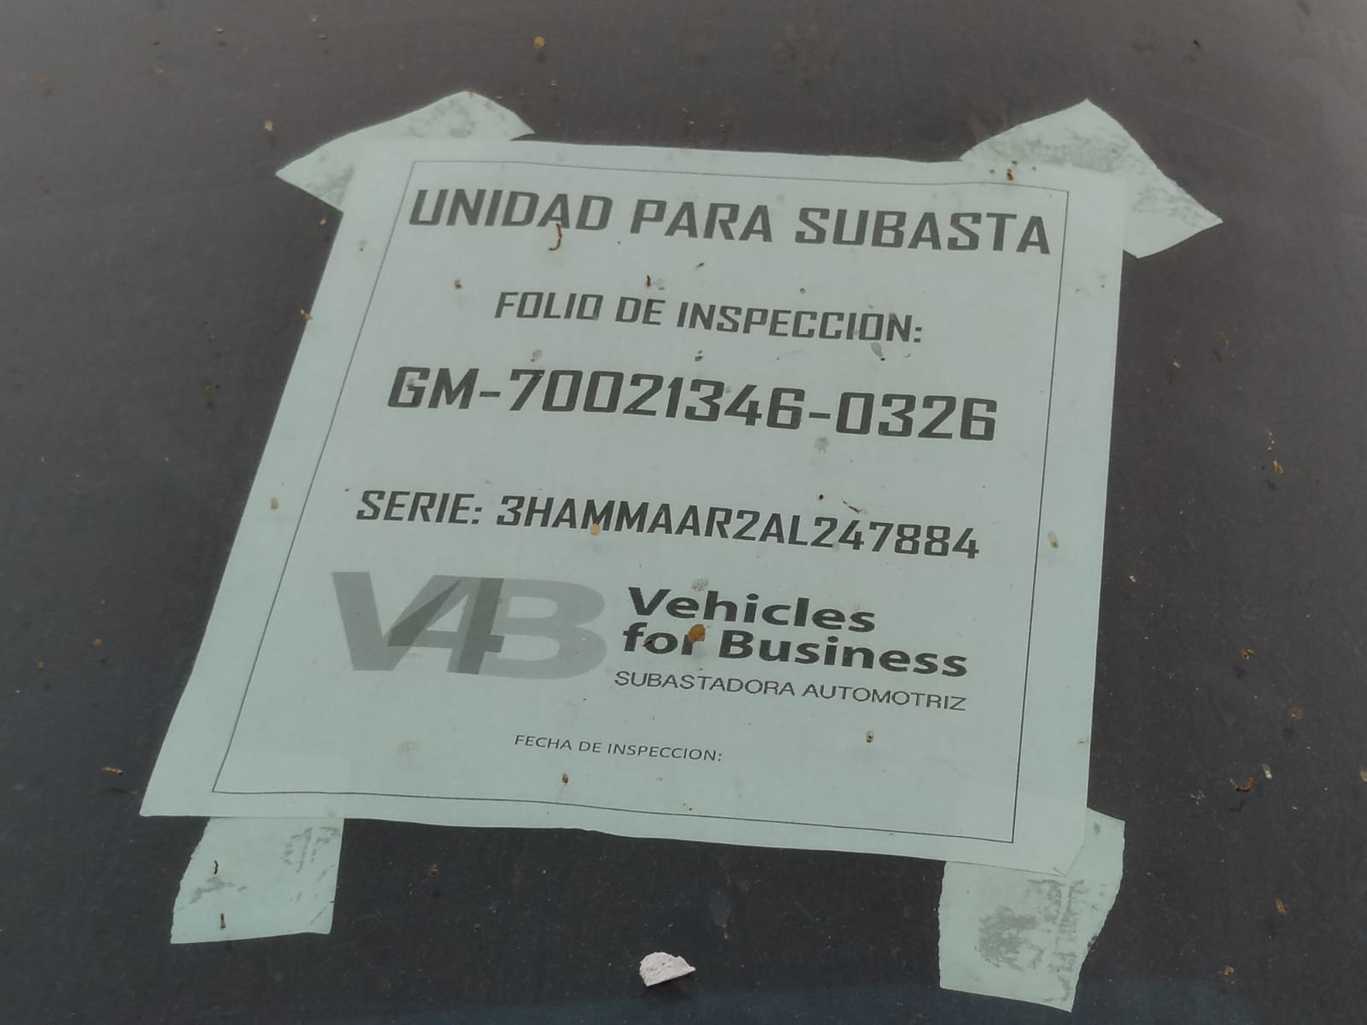 UNIDAD PARA SUBASTA
FOLIO DE INSPECCION:
GM-70021346-0326
SERIE: 3HAMMAAR2AL247884
V4B
Vehicles
for Business
SUBASTADORA AUTOMOTRIZ
FECHA DE INSPECCION: